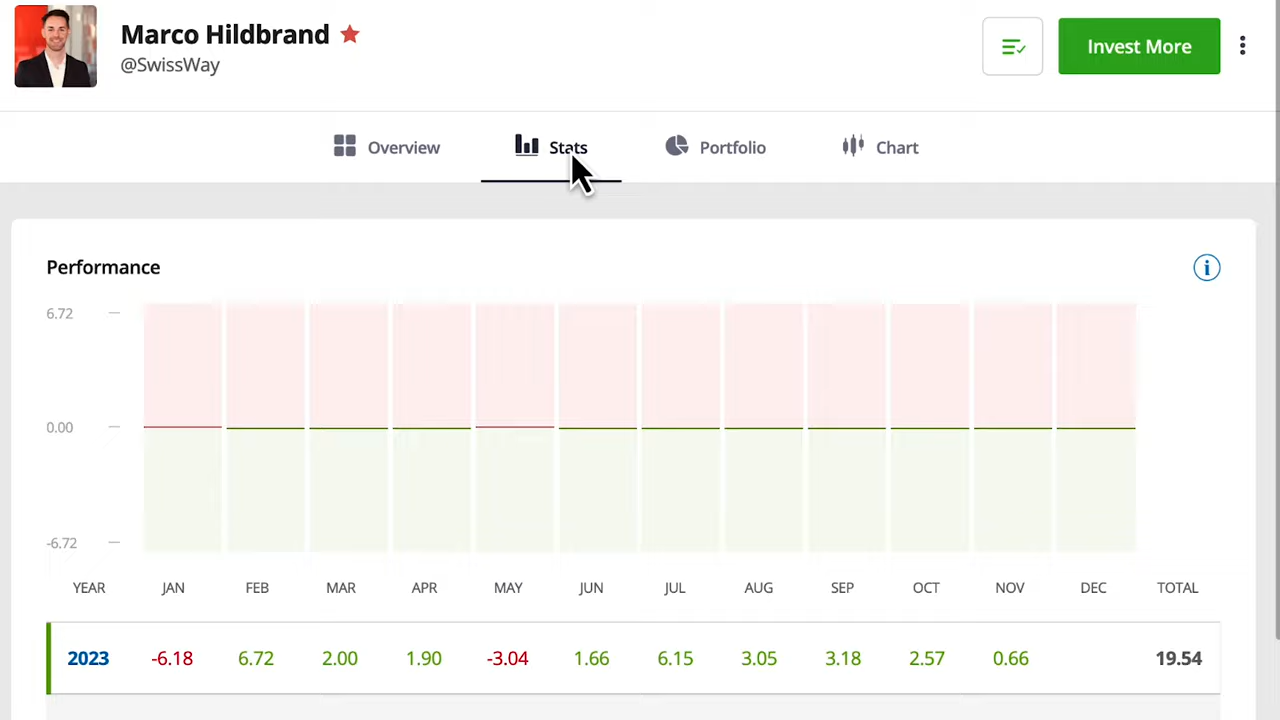 Marco Hildbrand
@SwissWay
Invest More
Overview
Stats
Portfolio
Chart
Performance
6.72
0.00
-6.72
YEAR JAN FEB MAR APR MAY JUN JUL AUG SEP OCT NOV DEC TOTAL
2023 -6.18 6.72 2.00 1.90 -3.04 1.66 6.15 3.05 3.18 2.57 0.66 19.54